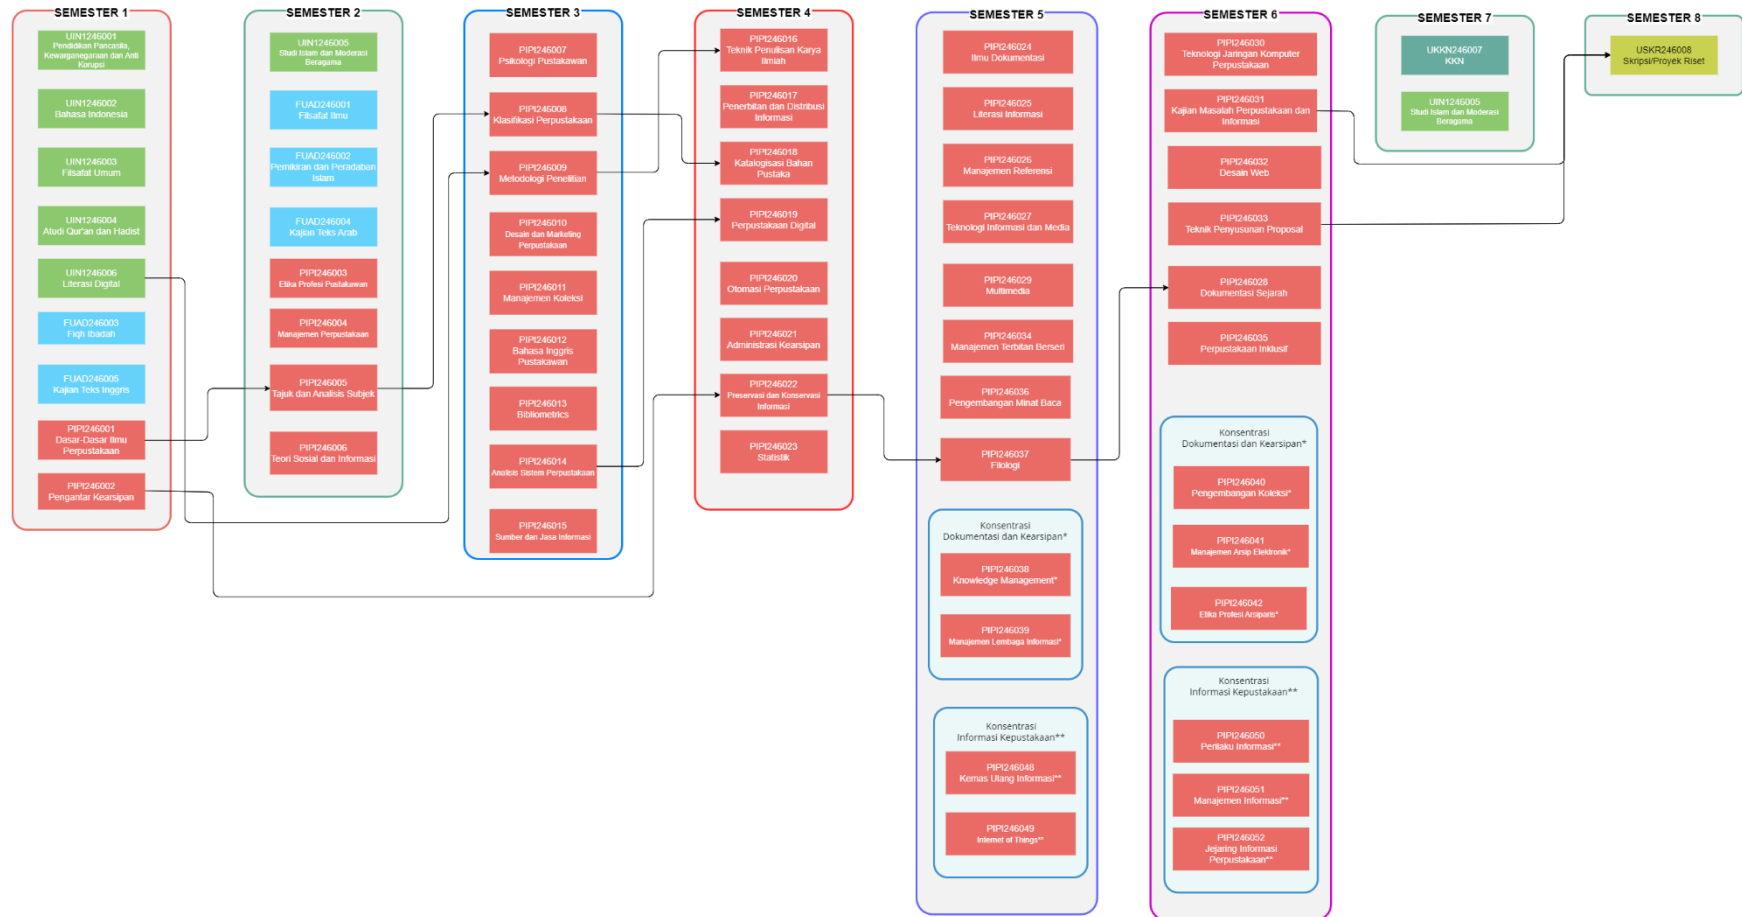 SEMESTER 1
UIN1246001
Pendidikan Pancasila,
Kewarganegaraan dan Anti
Korupsi
UIN1246002
Bahasa Indonesia
UIN1246003
Filsafat Umum
UIN1246004
Atudi Qur'an dan Hadist
UIN1246006
Literasi Digital
FUAD246003
Fiqh Ibadah
FUAD246005
Kajian Teks Inggris
PIPI246001
Dasar-Dasar Ilmu
Perpustakaan
PIPI246002
Pengantar Kearsipan
SEMESTER 2
UIN1246005
Studi Islam dan Moderasi
Beragama
FUAD246001
Filsafat Ilmu
FUAD246002
Pemikiran dan Peradaban
Islam
FUAD246004
Kajian Teks Arab
PIPI246003
Etika Profesi Pustakawan
PIPI246004
Manajemen Perpustakaan
PIPI246005
Tajuk dan Analisis Subjek
PIPI246006
Teori Sosial dan Informasi
SEMESTER 3
PIPI246007
Psikologi Pustakawan
PIPI246008
Klasifikasi Perpustakaan
PIPI246009
Metodologi Penelitian
PIPI246010
Desain dan Marketing
Perpustakaan
PIPI246011
Manajemen Koleksi
PIPI246012
Bahasa Inggris
Pustakawan
PIPI246013
Bibliometrics
PIPI246014
Analisis Sistem Perpustakaan
PIPI246015
Sumber dan Jasa Informasi
SEMESTER 4
PIPI246016
Teknik Penulisan Karya
Ilmiah
PIPI246017
Penerbitan dan Distribusi
Informasi
PIPI246018
Katalogisasi Bahan
Pustaka
PIPI246019
Perpustakaan Digital
PIPI246020
Otomasi Perpustakaan
PIPI246021
Administrasi Kearsipan
PIPI246022
Preservasi dan Konservasi
Informasi
PIPI246023
Statistik
SEMESTER 5
PIPI246024
Ilmu Dokumentasi
PIPI246025
Literasi Informasi
PIPI246026
Manajemen Referensi
PIPI246027
Teknologi Informasi dan Media
PIPI246029
Multimedia
PIPI246034
Manajemen Terbitan Berseri
PIPI246036
Pengembangan Minat Baca
PIPI246037
Filologi
Konsentrasi
Dokumentasi dan Kearsipan*
PIPI246038
Knowledge Management*
PIPI246039
Manajemen Lembaga Informasi*
Konsentrasi
Informasi Kepustakaan**
PIPI246048
Kemas Ulang Informasi**
PIPI246049
Internet of Things**
SEMESTER 6
PIPI246030
Teknologi Jaringan Komputer
Perpustakaan
PIPI246031
Kajian Masalah Perpustakaan dan
Informasi
PIPI246032
Desain Web
PIPI246033
Teknik Penyusunan Proposal
PIPI246028
Dokumentasi Sejarah
PIPI246035
Perpustakaan Inklusif
Konsentrasi
Dokumentasi dan Kearsipan*
PIPI246040
Pengembangan Koleksi*
PIPI246041
Manajemen Arsip Elektronik*
PIPI246042
Etika Profesi Arsiparis*
Konsentrasi
Informasi Kepustakaan**
PIPI246050
Perilaku Informasi**
PIPI246051
Manajemen Informasi**
PIPI246052
Jejaring Informasi
Perpustakaan**
SEMESTER 7
UKKN246007
KKN
UIN1246005
Studi Islam dan Moderasi
Beragama
SEMESTER 8
USKR246008
Skripsi/Proyek Riset